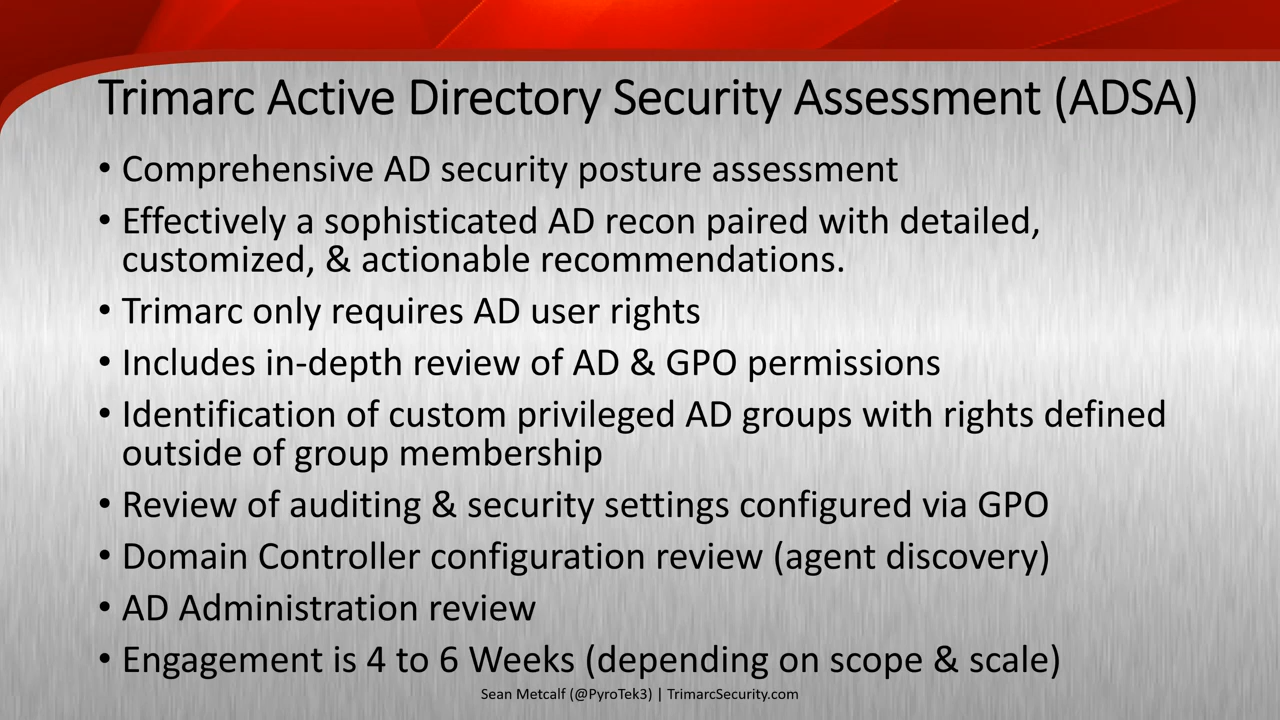 Trimarc Active Directory Security Assessment (ADSA)
• Comprehensive AD security posture assessment
• Effectively a sophisticated AD recon paired with detailed,
customized, & actionable recommendations.
• Trimarc only requires AD user rights
• Includes in-depth review of AD & GPO permissions
• Identification of custom privileged AD groups with rights defined
outside of group membership
• Review of auditing & security settings configured via GPO
• Domain Controller configuration review (agent discovery)
• AD Administration review
• Engagement is 4 to 6 Weeks (depending on scope & scale)
Sean Metcalf (@PyroTek3) | TrimarcSecurity.com